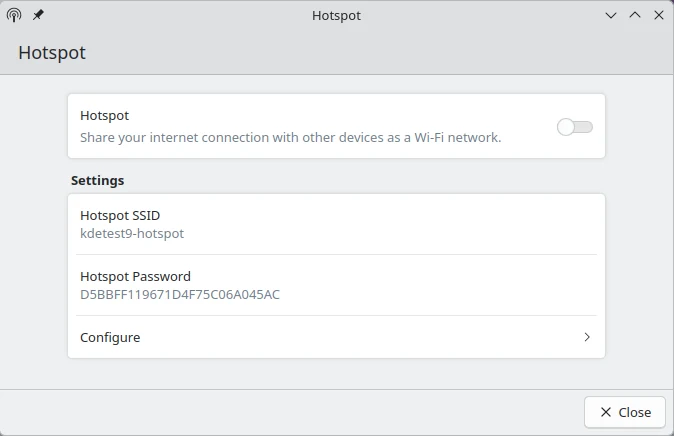 Hotspot
Hotspot
Hotspot
Share your internet connection with other devices as a Wi-Fi network.
Settings
Hotspot SSID
kdetest9-hotspot
Hotspot Password
D5BBFF119671D4F75C06A045AC
Configure
Close